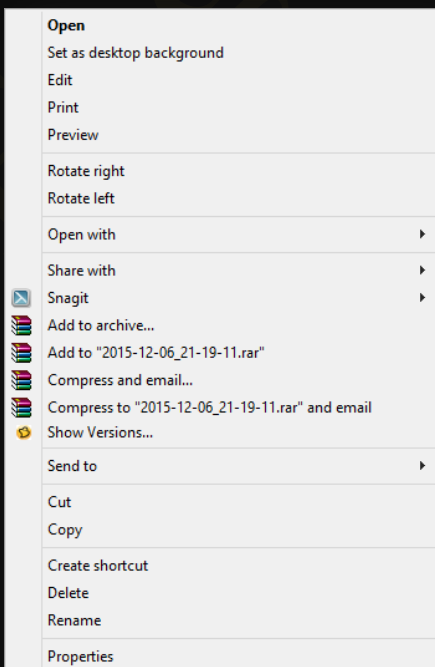 Open
Set as desktop background
Edit
Print
Preview
Rotate right
Rotate left
Open with
Share with
Snagit
Add to archive...
Add to "2015-12-06_21-19-11.rar"
Compress and email...
Compress to "2015-12-06_21-19-11.rar" and email
Show Versions...
Send to
Cut
Copy
Create shortcut
Delete
Rename
Properties